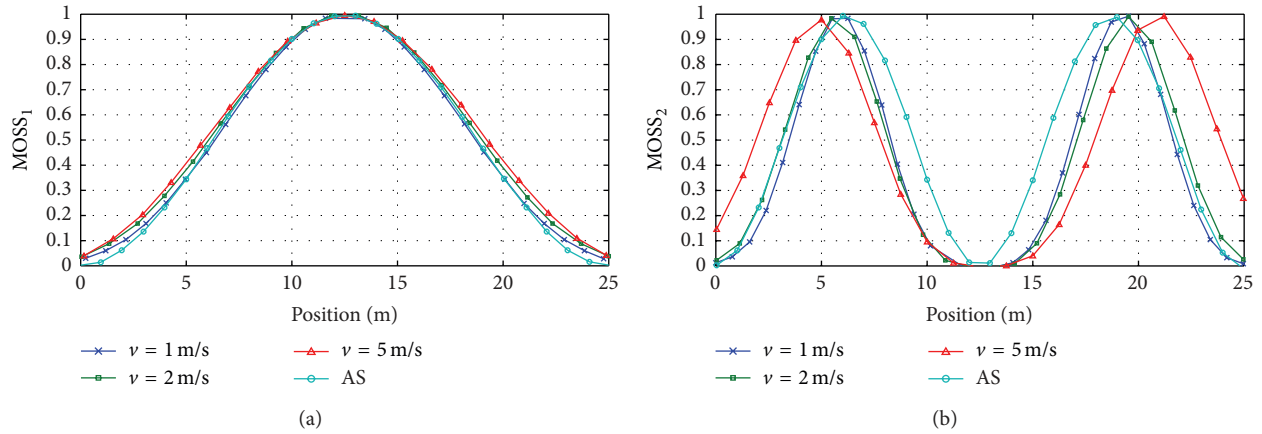 1
0.9
0.8
0.7
0.6
0.5
0.4
0.3
0.2
0.1
0
MOSS1
0 5 10 15 20 25
Position (m)
v = 1 m/s
v = 2 m/s
v = 5 m/s
AS
(a)
1
0.9
0.8
0.7
0.6
0.5
0.4
0.3
0.2
0.1
0
MOSS2
0 5 10 15 20 25
Position (m)
v = 1 m/s
v = 2 m/s
v = 5 m/s
AS
(b)